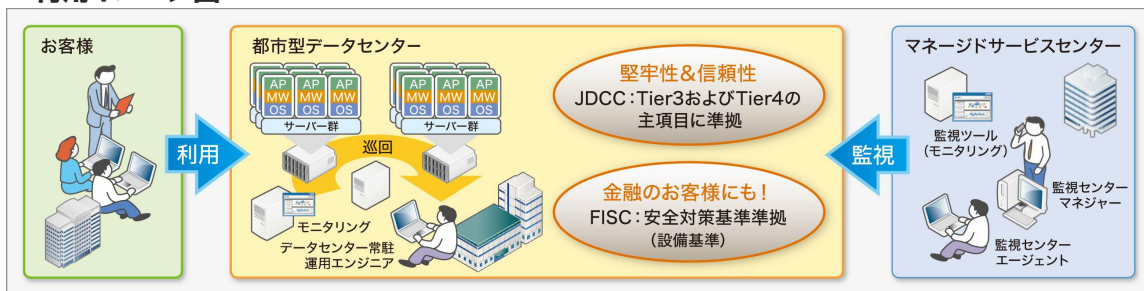 お客様
利用
都市型データセンター
AP AP AP
MW MW MW
OS OS OS
サーバー群
AP AP AP
MW MW MW
OS OS OS
サーバー群
巡回
モニタリング
データセンター常駐
運用エンジニア
堅牢性&信頼性
JDCC:Tier3およびTier4の
主項目に準拠
金融のお客様にも!
FISC:安全対策基準準拠
(設備基準)
監視
マネージドサービスセンター
監視ツール
(モニタリング)
監視センター
マネジャー
監視センター
エージェント